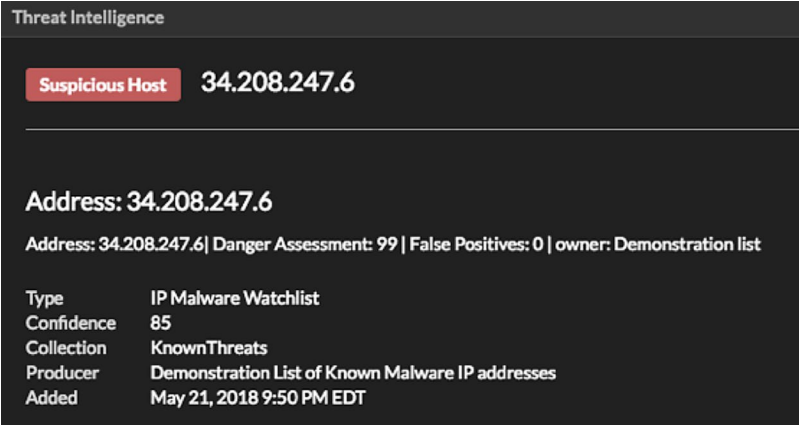 Threat Intelligence
Suspicious Host 34.208.247.6
Address: 34.208.247.6
Address: 34.208.247.6| Danger Assessment: 99 | False Positives: 0 | owner: Demonstration list
Type IP Malware Watchlist
Confidence 85
Collection KnownThreats
Producer Demonstration List of Known Malware IP addresses
Added May 21, 2018 9:50 PM EDT